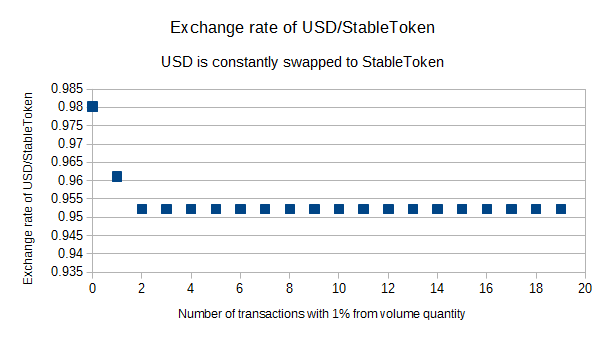 Exchange rate of USD/StableToken
USD is constantly swapped to StableToken
Exchange rate of USD/StableToken
0.985
0.98
0.975
0.97
0.965
0.96
0.955
0.95
0.945
0.94
0.935
0 2 4 6 8 10 12 14 16 18 20
Number of transactions with 1% from volume quantity